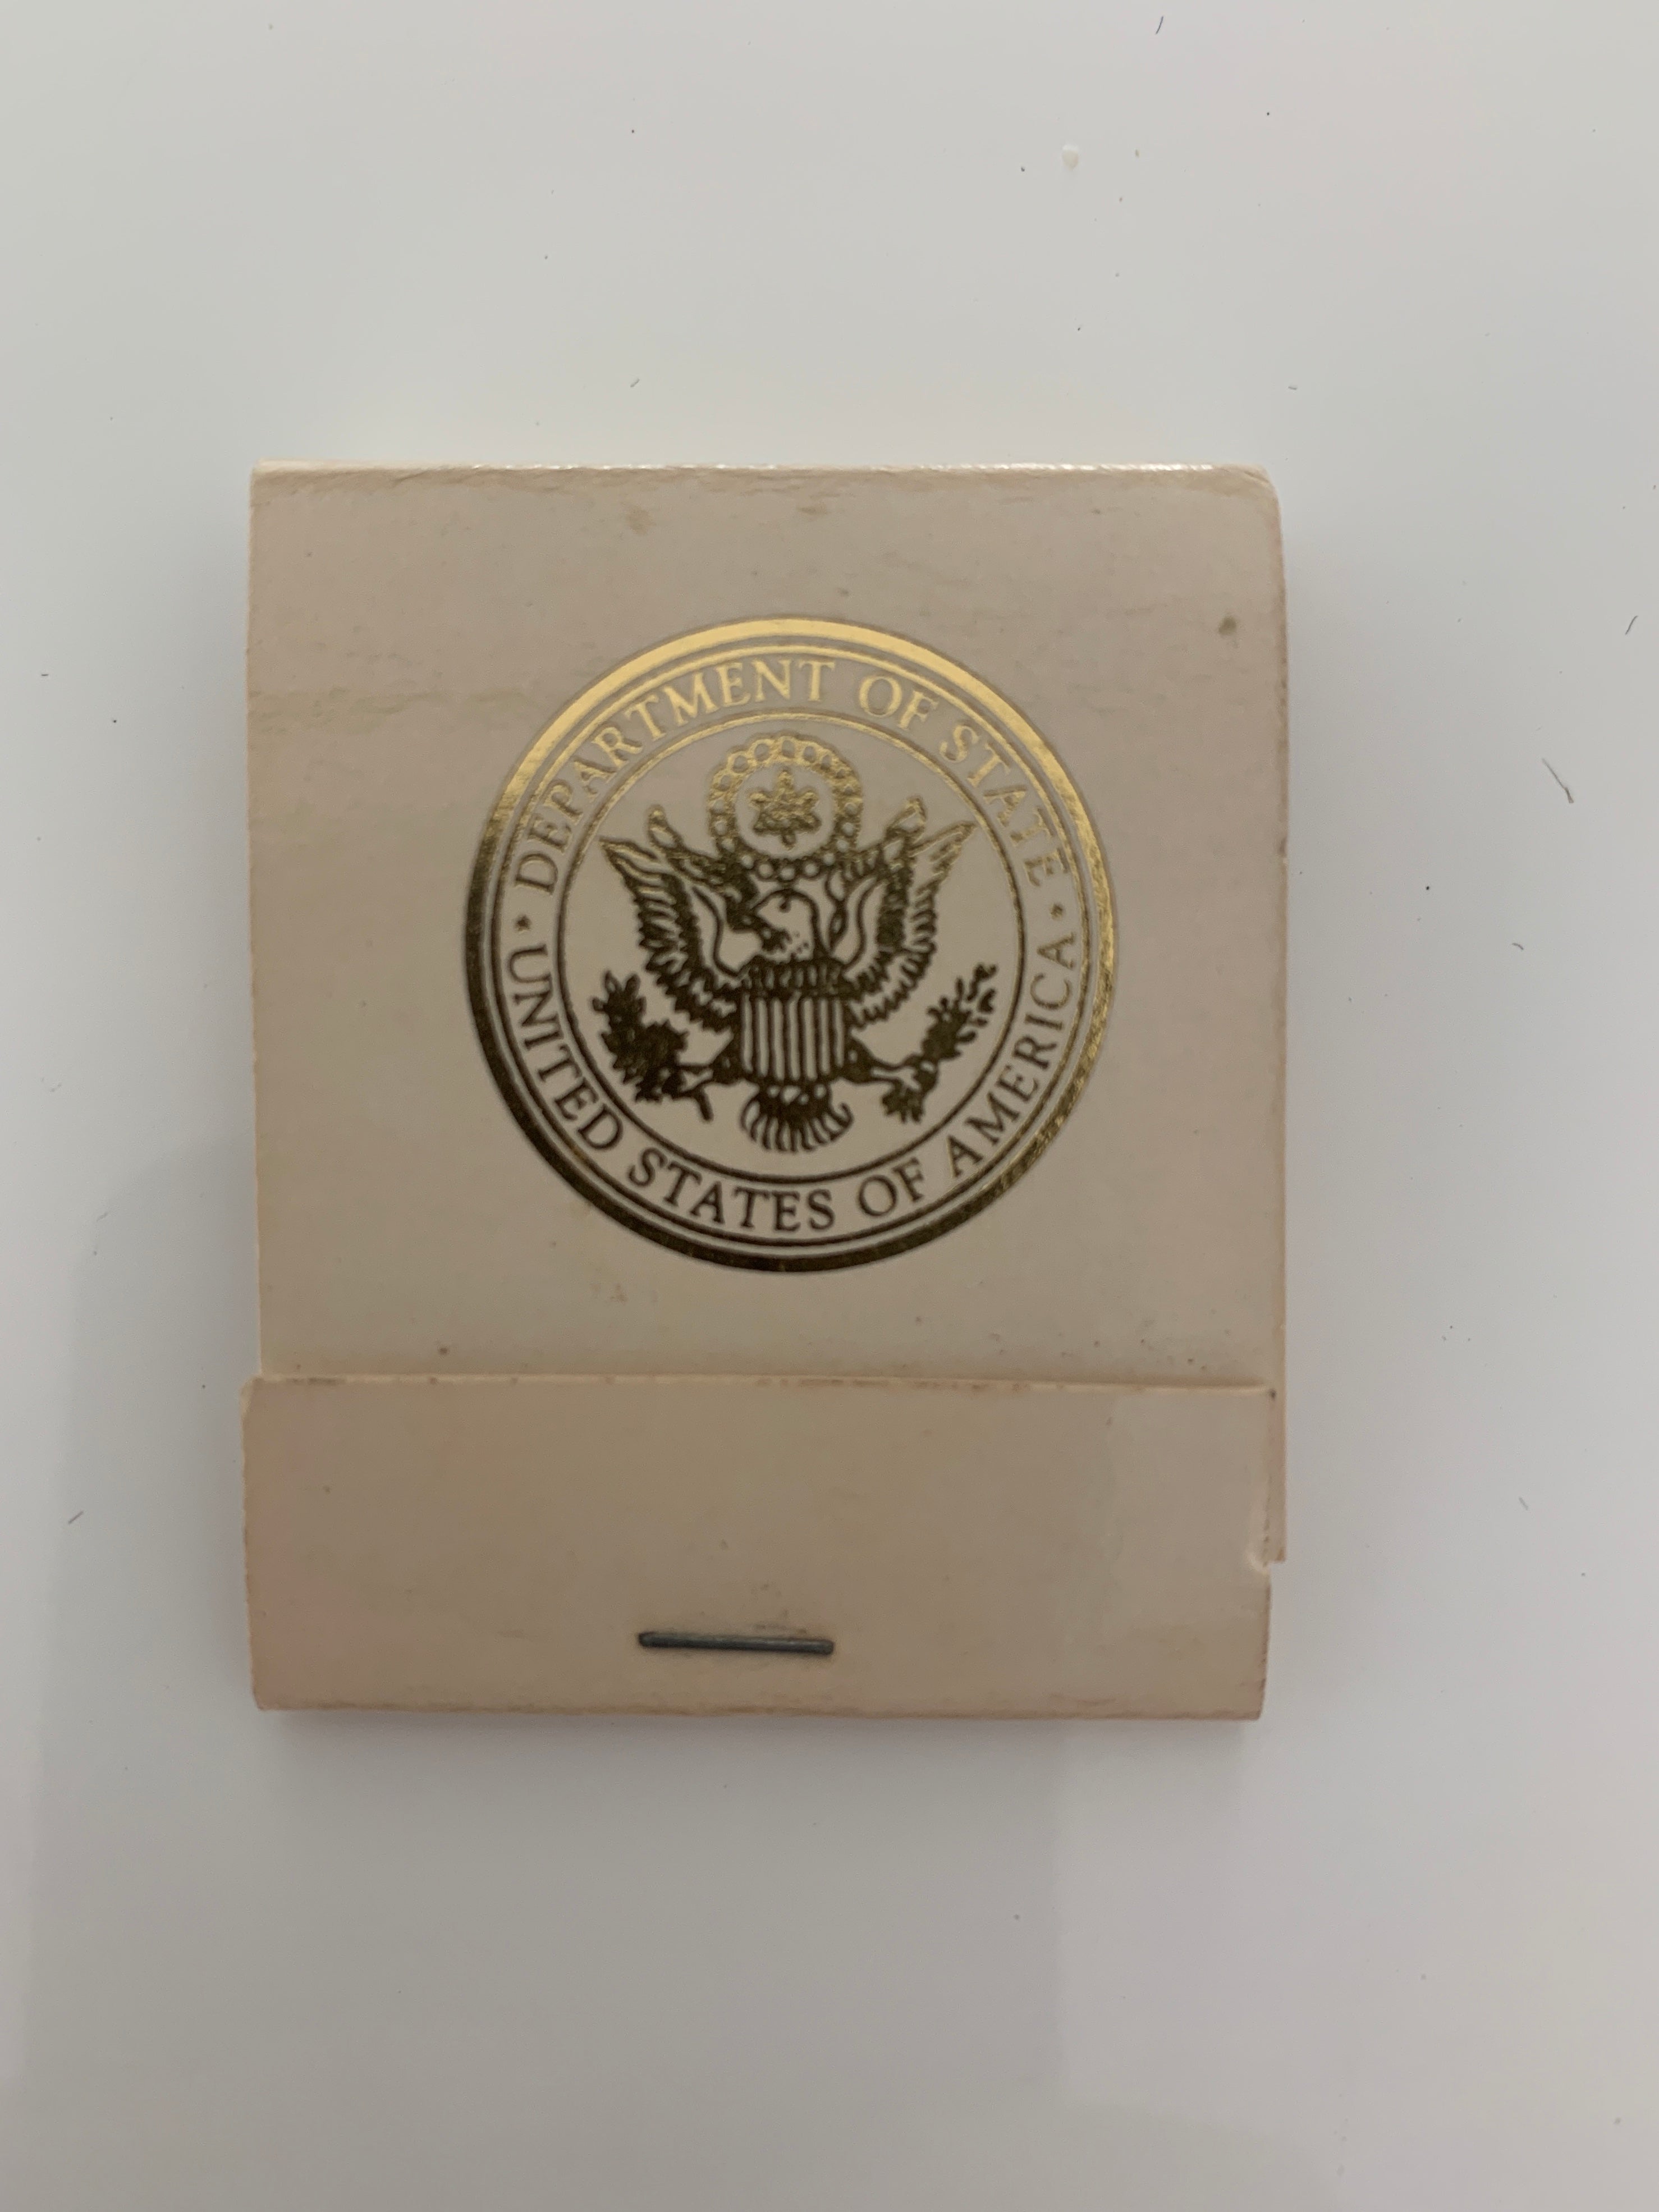 DEPARTMENT OF STATE
UNITED STATES OF AMERICA